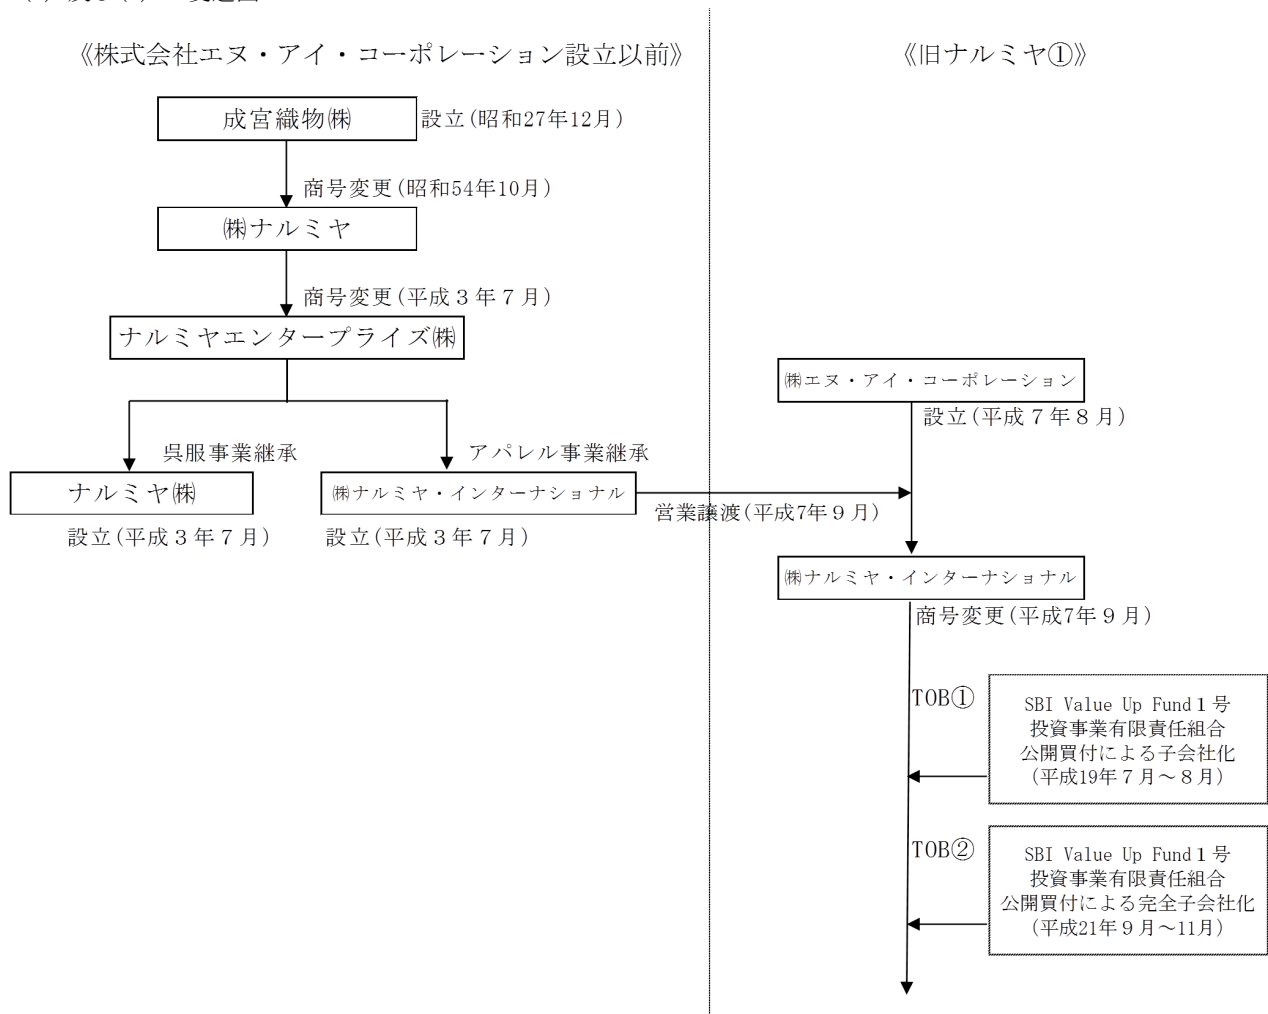 《株式会社エヌ・アイ・コーポレーション設立以前》
成宮織物㈱
設立(昭和27年12月)
商号変更(昭和54年10月)
㈱ナルミヤ
商号変更(平成３年７月)
ナルミヤエンタープライズ㈱
呉服事業継承
アパレル事業継承
ナルミヤ㈱
㈱ナルミヤ・インターナショナル
設立(平成３年７月)
設立(平成３年７月)
営業譲渡(平成7年９月)
《旧ナルミヤ①》
㈱エヌ・アイ・コーポレーション
設立(平成７年８月)
㈱ナルミヤ・インターナショナル
商号変更(平成7年９月)
TOB①
SBI Value Up Fund１号
投資事業有限責任組合
公開買付による子会社化
(平成19年７月～８月)
TOB②
SBI Value Up Fund１号
投資事業有限責任組合
公開買付による完全子会社化
(平成21年９月～11月)